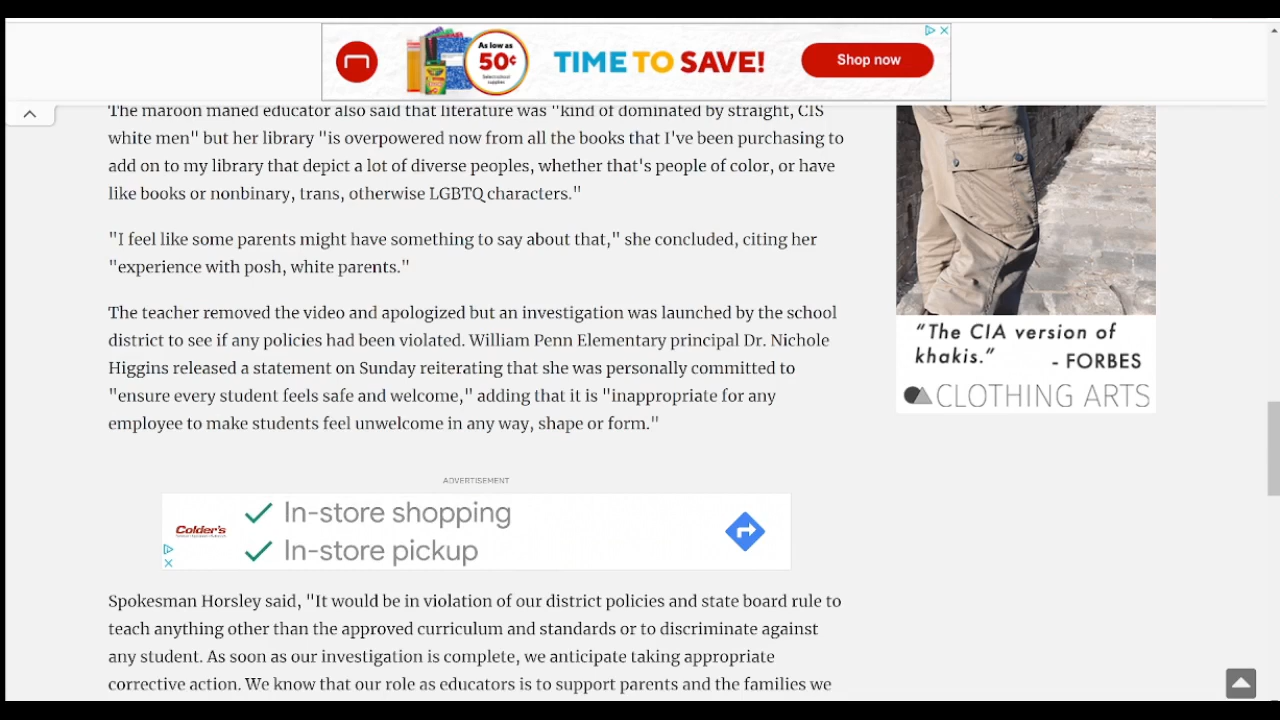 As low as
50¢
Select school
supplies
TIME TO SAVE!
Shop now
The maroon maned educator also said that literature was "kind of dominated by straight, CIS
white men" but her library "is overpowered now from all the books that I've been purchasing to
add on to my library that depict a lot of diverse peoples, whether that's people of color, or have
like books or nonbinary, trans, otherwise LGBTQ characters."
"I feel like some parents might have something to say about that," she concluded, citing her
"experience with posh, white parents."
The teacher removed the video and apologized but an investigation was launched by the school
district to see if any policies had been violated. William Penn Elementary principal Dr. Nichole
Higgins released a statement on Sunday reiterating that she was personally committed to
"ensure every student feels safe and welcome," adding that it is "inappropriate for any
employee to make students feel unwelcome in any way, shape or form."
"The CIA version of
khakis."
- FORBES
CLOTHING ARTS
ADVERTISEMENT
Colder's
In-store shopping
In-store pickup
Spokesman Horsley said, "It would be in violation of our district policies and state board rule to
teach anything other than the approved curriculum and standards or to discriminate against
any student. As soon as our investigation is complete, we anticipate taking appropriate
corrective action. We know that our role as educators is to support parents and the families we